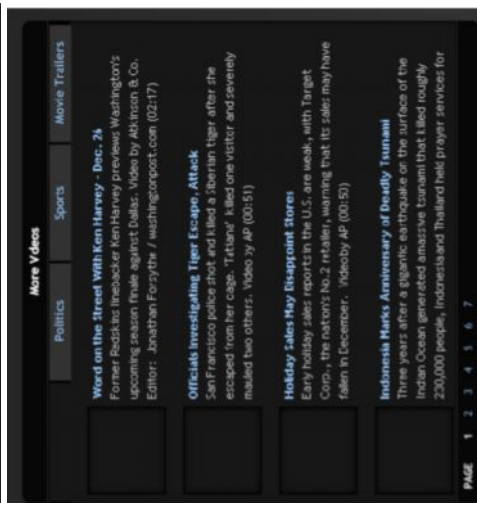 More Videos
Politics
Sports
Movie Trailers
Word on the Street With Ken Harvey - Dec. 26
Former Redskins linebacker Ken Harvey previews Washington's
upcoming season finale against Dallas. Video by Atkinson & Co.
Editor: Jonathan Forsythe / washingtonpost.com (02:17)
Officials Investigating Tiger Escape, Attack
San Francisco police shot and killed a Siberian tiger after she
escaped from her cage. 'Tatiana' killed one visitor and severely
mauled two others. Video by AP (00:51)
Holiday Sales May Disappoint Stores
Early holiday sales reports in the U.S. are weak, with Target
Corp., the nation's No.2 retailer, warning that its sales may have
fallen in December. Video by AP (00:50)
Indonesia Marks Anniversary of Deadly Tsunami
Three years after a gigantic earthquake on the surface of the
Indian Ocean generated a massive tsunami that killed roughly
230,000 people, Indonesia and Thailand held prayer services for
PAGE 1 2 3 4 5 6 7